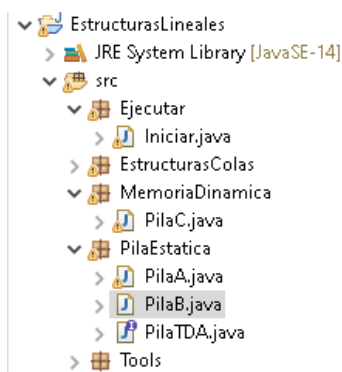 EstructurasLineales
JRE System Library [JavaSE-14]
src
Ejecutar
Iniciar.java
EstructurasColas
MemoriaDinamica
PilaC.java
PilaEstatica
PilaA.java
PilaB.java
PilaTDA.java
Tools